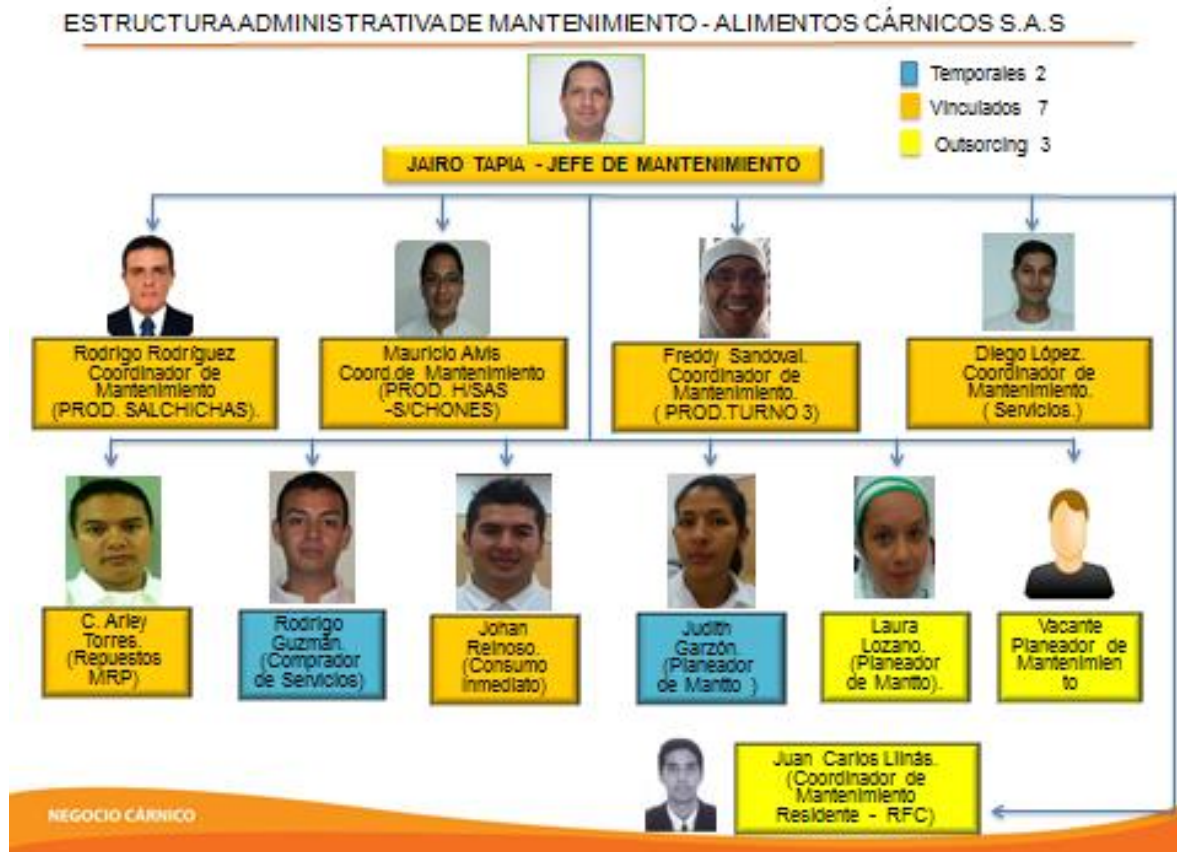 ESTRUCTURA ADMINISTRATIVA DE MANTENIMIENTO - ALIMENTOS CÁRNICOS S.A.S
Temporales 2
Vinculados 7
Outsorcing 3
JAIRO TAPIA - JEFE DE MANTENIMIENTO
Rodrigo Rodríguez
Coordinador de
Mantenimiento
(PROD. SALCHICHAS).
Mauricio Alvis
Coord.de Mantenimiento
(PROD. H/SAS
-S/CHONES)
Freddy Sandoval.
Coordinador de
Mantenimiento.
( PROD.TURNO 3)
Diego López.
Coordinador de
Mantenimiento.
( Servicios.)
C. Arley
Torres.
(Repuestos
MRP)
Rodrigo
Guzmán.
(Comprador
de Servicios)
Johan
Reinoso.
(Consumo
inmediato)
Judith
Garzón.
(Planeador
de Mantto )
Laura
Lozano.
(Planeador
de Mantto).
Vacante
Planeador de
Mantenimien
to
Juan Carlos Llinás.
(Coordinador de
Mantenimiento
Residente - RFC)
NEGOCIO CÁRNICO